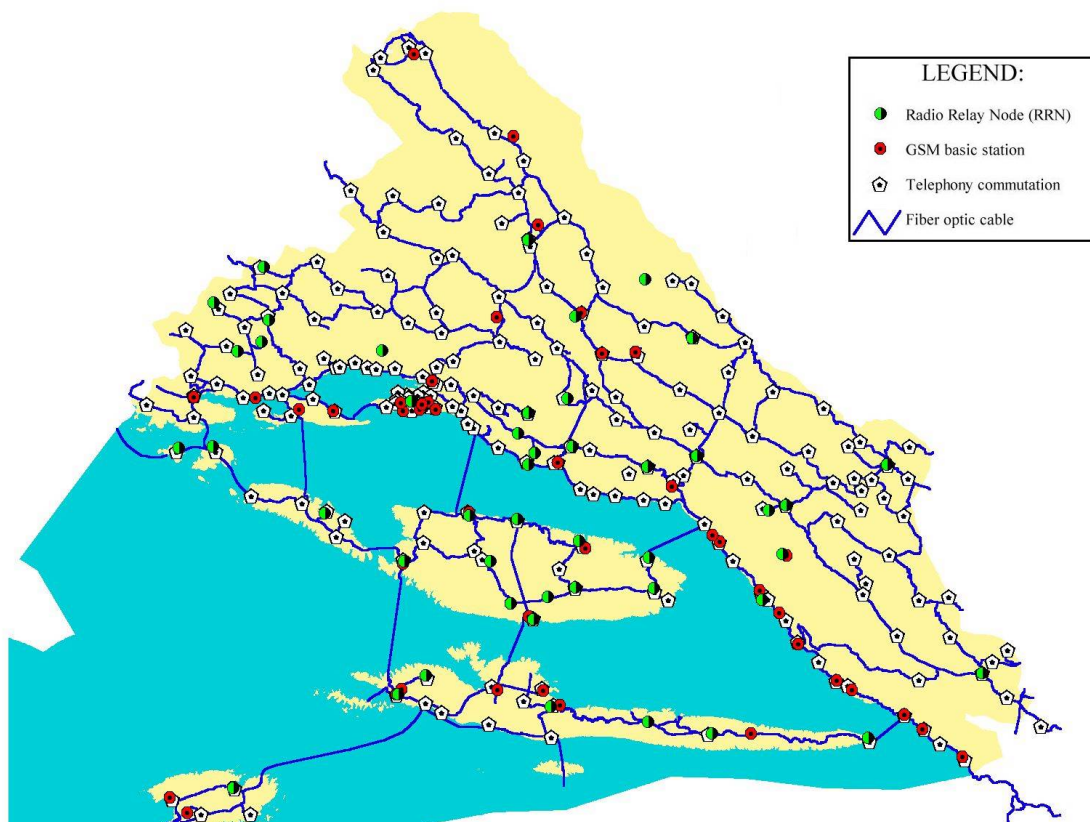 LEGEND:
Radio Relay Node (RRN)
GSM basic station
Telephony commutation
Fiber optic cable